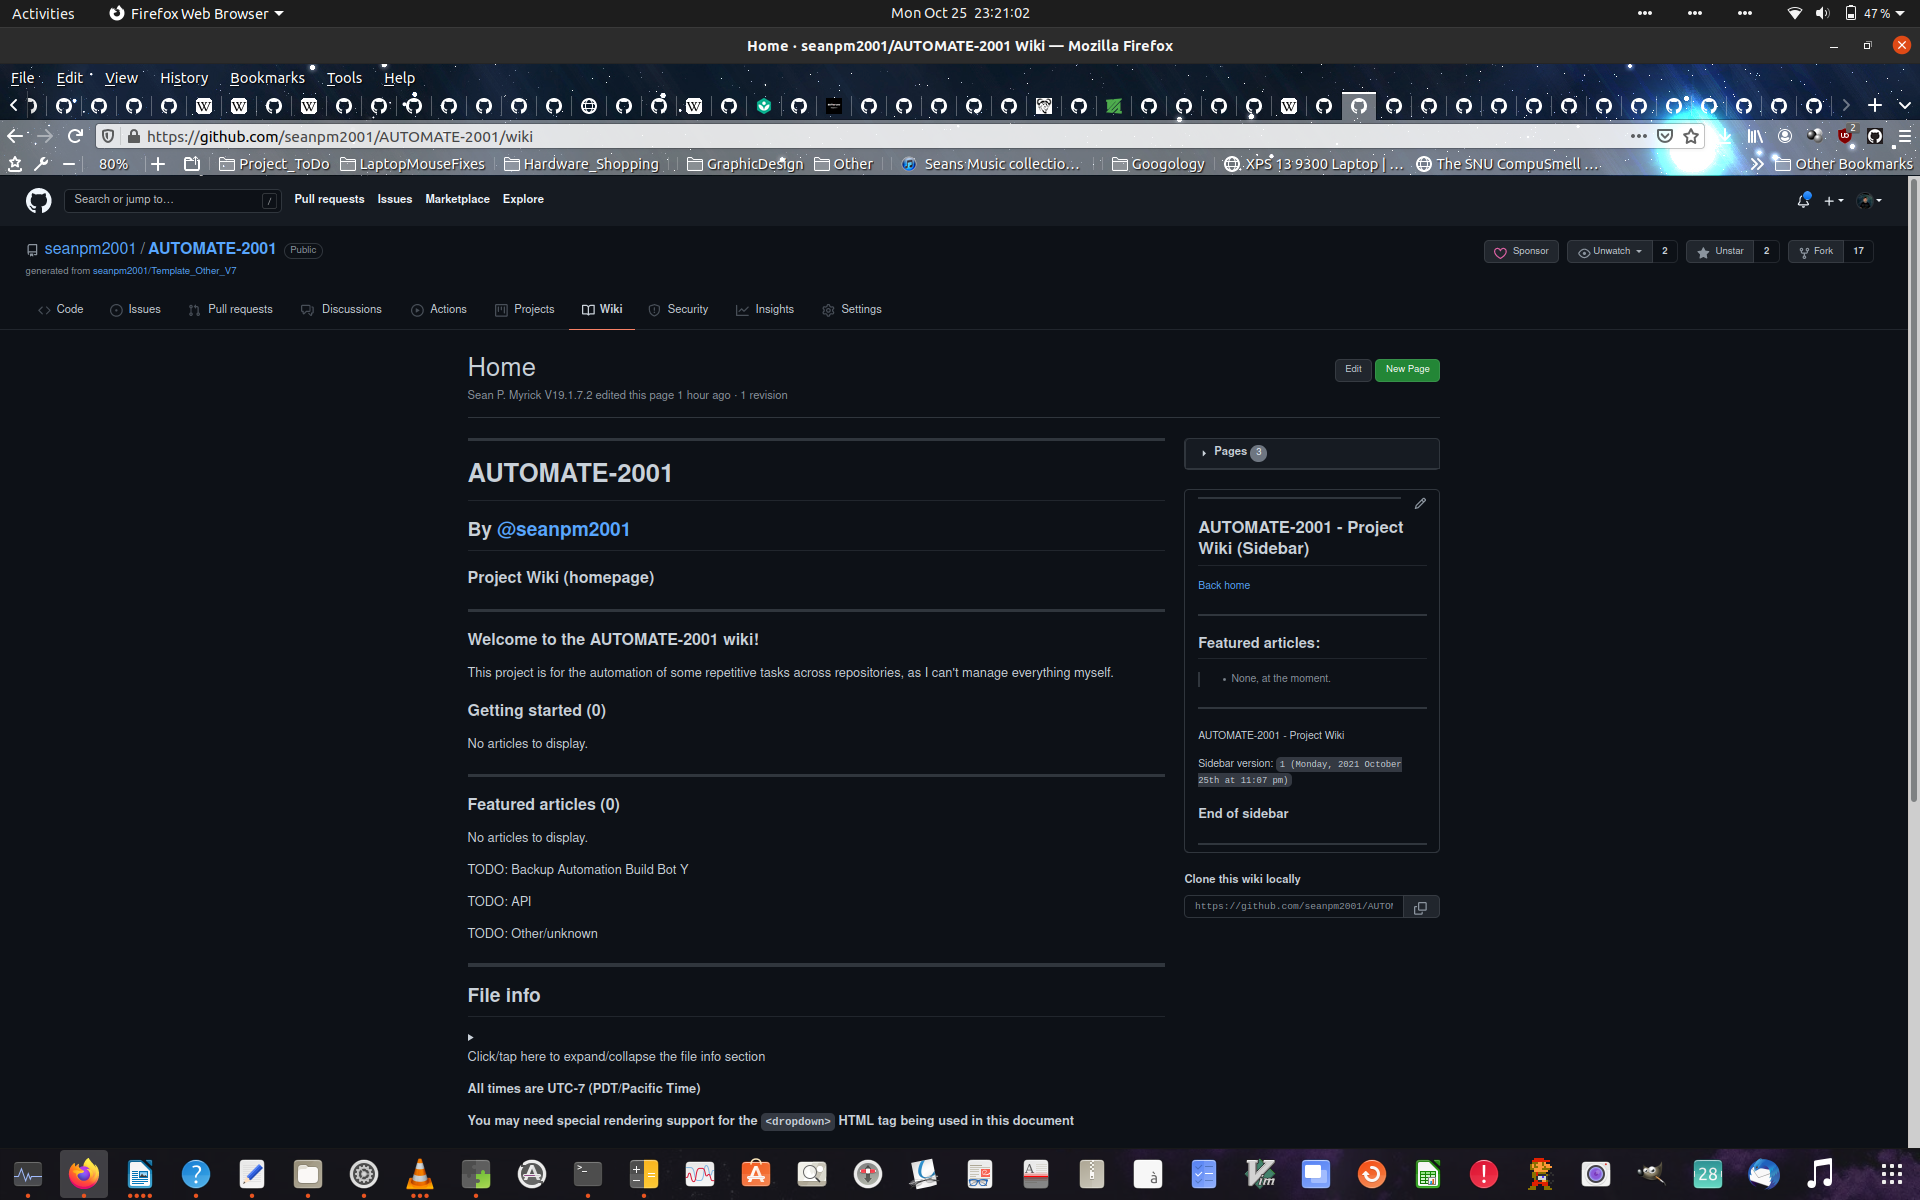 Activities
Firefox Web Browser
Mon Oct 25 23:21:02
47 %
Home · seanpm2001/AUTOMATE-2001 Wiki — Mozilla Firefox
File Edit View History Bookmarks Tools Help
https://github.com/seanpm2001/AUTOMATE-2001/wiki
2
80%
Project_ToDo
LaptopMouseFixes
Hardware_Shopping
GraphicDesign
Other
Seans Music collectio…
Googology
XPS 13 9300 Laptop | …
The SNU CompuSmell …
Other Bookmarks
Search or jump to…
/
Pull requests
Issues
Marketplace
Explore
seanpm2001 / AUTOMATE-2001
Public
generated from seanpm2001/Template_Other_V7
Sponsor
Unwatch 2
Unstar 2
Fork 17
Code
Issues
Pull requests
Discussions
Actions
Projects
Wiki
Security
Insights
Settings
Home
Sean P. Myrick V19.1.7.2 edited this page 1 hour ago · 1 revision
Edit
New Page
AUTOMATE-2001
By @seanpm2001
Project Wiki (homepage)
Welcome to the AUTOMATE-2001 wiki!
This project is for the automation of some repetitive tasks across repositories, as I can't manage everything myself.
Getting started (0)
No articles to display.
Featured articles (0)
No articles to display.
TODO: Backup Automation Build Bot Y
TODO: API
TODO: Other/unknown
File info
Click/tap here to expand/collapse the file info section
All times are UTC-7 (PDT/Pacific Time)
You may need special rendering support for the <dropdown> HTML tag being used in this document
Pages 3
AUTOMATE-2001 - Project
Wiki (Sidebar)
Back home
Featured articles:
None, at the moment.
AUTOMATE-2001 - Project Wiki
Sidebar version: 1 (Monday, 2021 October
25th at 11:07 pm)
End of sidebar
Clone this wiki locally
https://github.com/seanpm2001/AUTOM
28